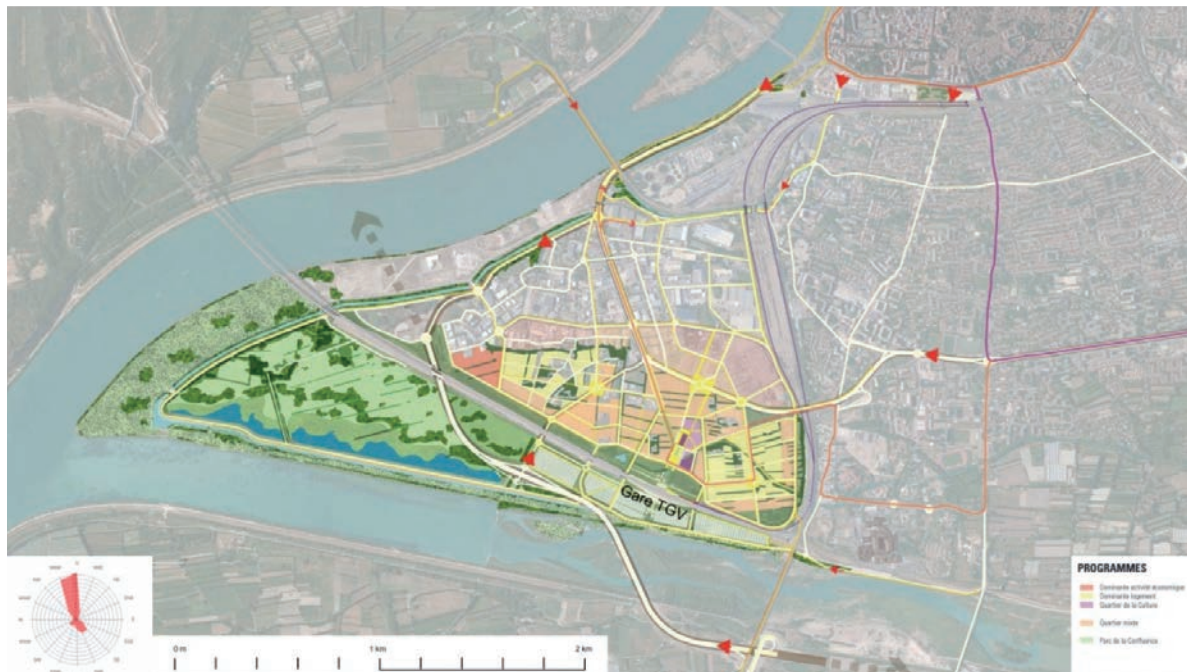 Gare TGV
PROGRAMMES
Dominante activité économique
Dominante logement
Quartier de la Culture
Quartier mixte
Parc de la Confluence
0 m
1 km
2 km